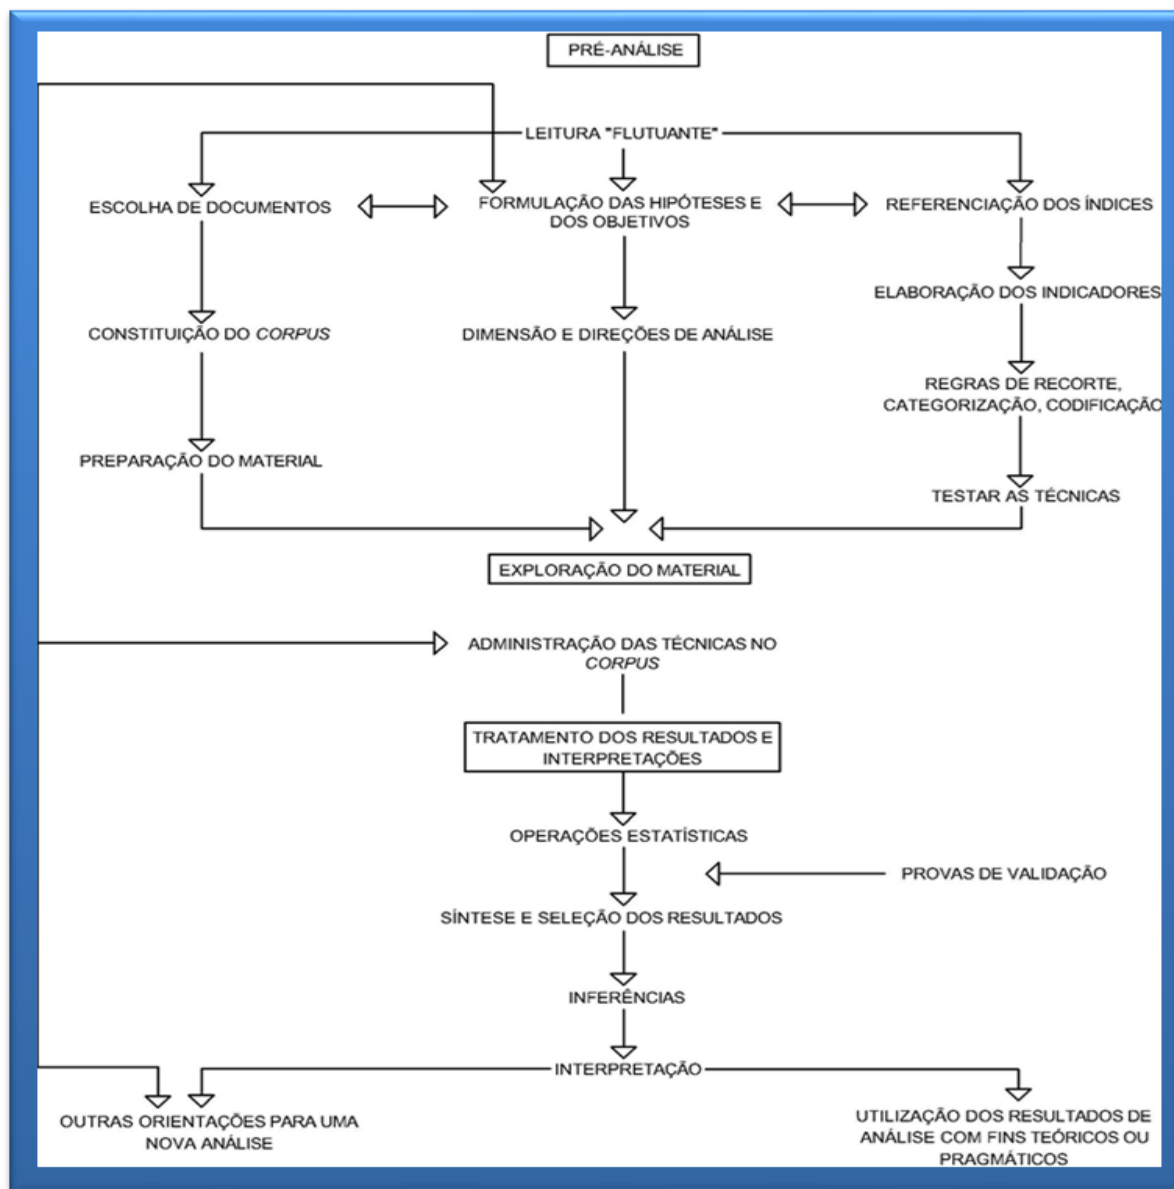 PRÉ-ANÁLISE
LEITURA "FLUTUANTE"
ESCOLHA DE DOCUMENTOS
FORMULAÇÃO DAS HIPÓTESES E
DOS OBJETIVOS
REFERENCIAÇÃO DOS ÍNDICES
ELABORAÇÃO DOS INDICADORES
CONSTITUIÇÃO DO CORPUS
DIMENSÃO E DIREÇÕES DE ANÁLISE
REGRAS DE RECORTE,
CATEGORIZAÇÃO, CODIFICAÇÃO
PREPARAÇÃO DO MATERIAL
TESTAR AS TÉCNICAS
EXPLORAÇÃO DO MATERIAL
ADMINISTRAÇÃO DAS TÉCNICAS NO
CORPUS
TRATAMENTO DOS RESULTADOS E
INTERPRETAÇÕES
OPERAÇÕES ESTATÍSTICAS
PROVAS DE VALIDAÇÃO
SÍNTESE E SELEÇÃO DOS RESULTADOS
INFERÊNCIAS
INTERPRETAÇÃO
OUTRAS ORIENTAÇÕES PARA UMA
NOVA ANÁLISE
UTILIZAÇÃO DOS RESULTADOS DE
ANÁLISE COM FINS TEÓRICOS OU
PRAGMÁTICOS